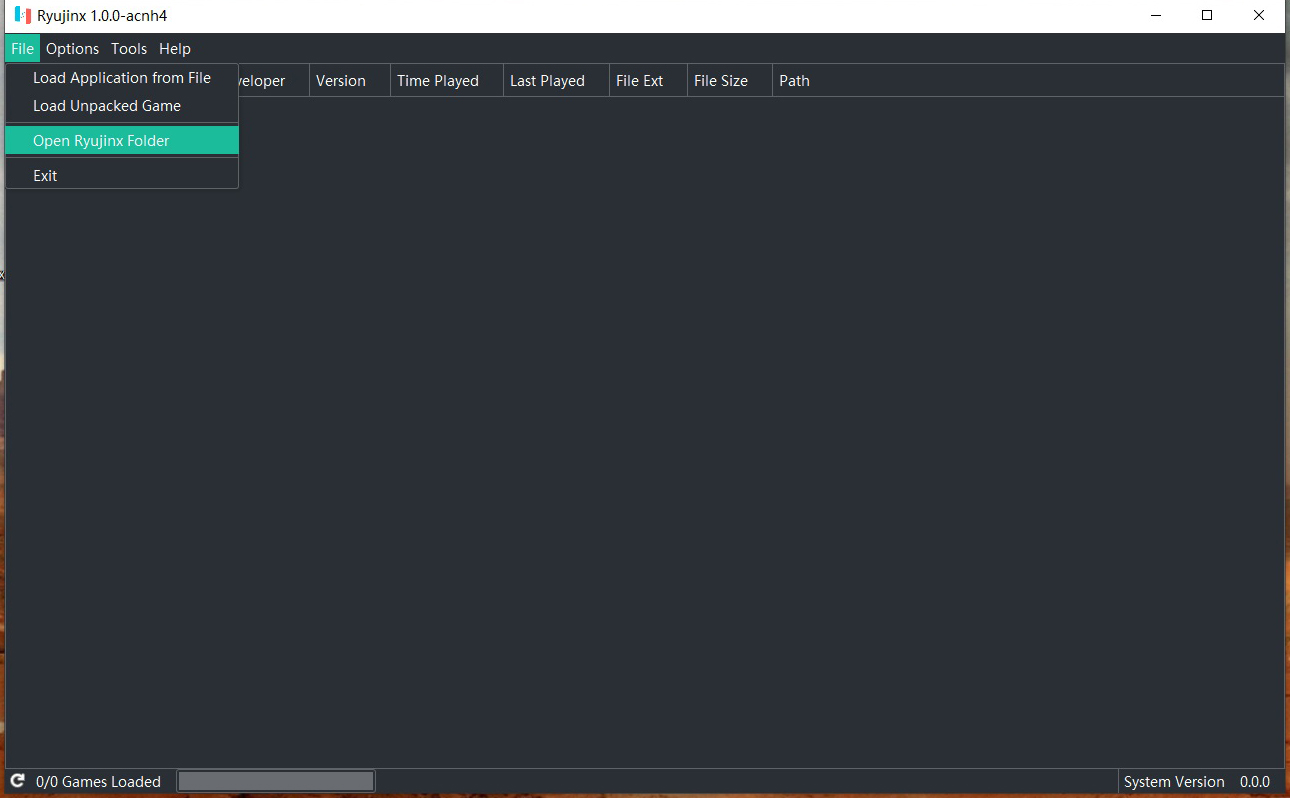 Ryujinx 1.0.0-acnh4
File Options Tools Help
Load Application from File
veloper Version Time Played Last Played File Ext File Size Path
Load Unpacked Game
Open Ryujinx Folder
Exit
x
0/0 Games Loaded System Version 0.0.0